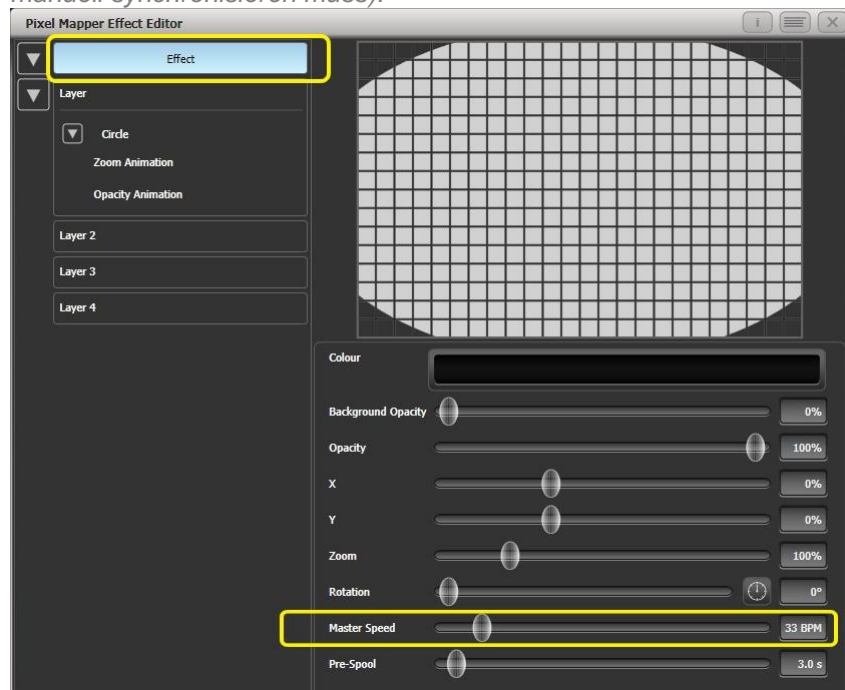 manuell synchronisieren muss).
Pixel Mapper Effect Editor
i
Effect
Layer
Circle
Zoom Animation
Opacity Animation
Layer 2
Layer 3
Layer 4
Colour
Background Opacity 0%
Opacity 100%
X 0%
Y 0%
Zoom 100%
Rotation 0°
Master Speed 33 BPM
Pre-Spool 3.0 s